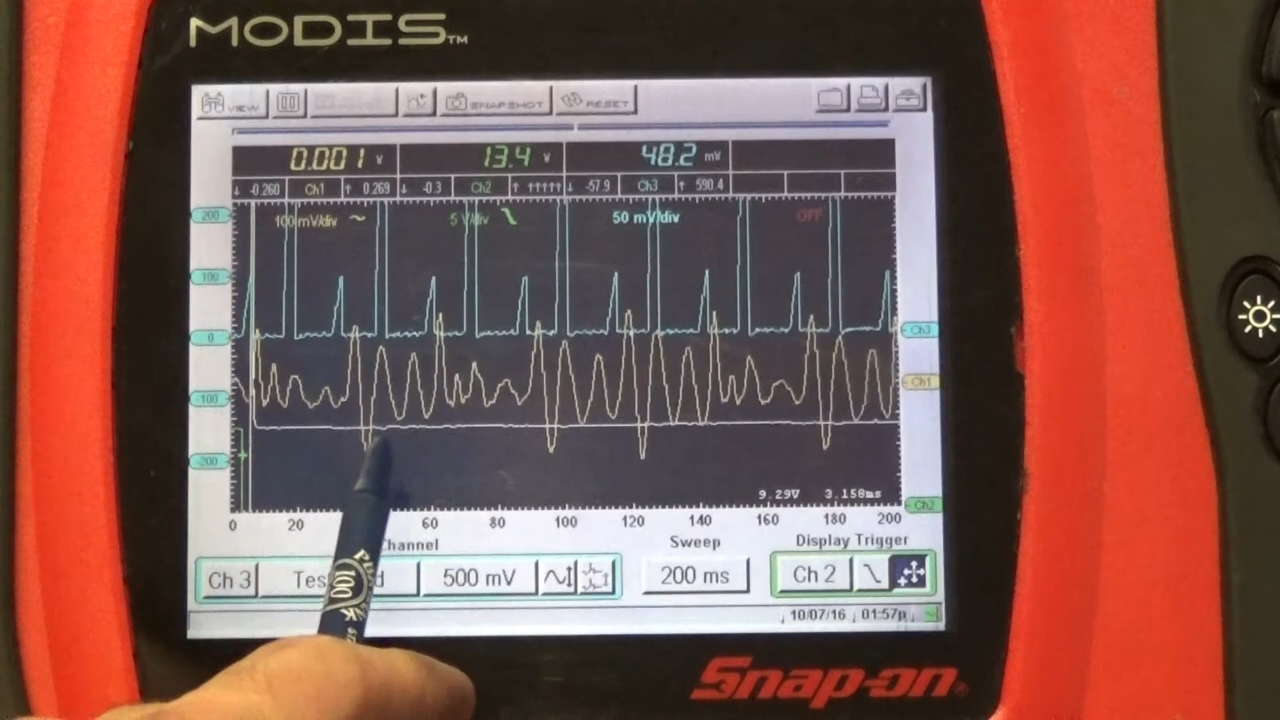 MODIS™
VIEW SNAPSHOT RESET
0.001 V 13.4 V 48.2 mV
↓ -0.260 Ch1 ↑ 0.269 ↓ -0.3 Ch2 ↑ ↑↑↑↑↑ ↓ -57.9 Ch3 ↑ 590.4
200 100 mV/div 5 V/div 50 mV/div OFF
100
0 Ch3
Ch1
-100
-200
9.29V 3.158ms
Ch2
0 20 60 80 100 120 140 160 180 200
Channel Sweep Display Trigger
Ch 3 500 mV 200 ms Ch 2
100
10/07/16 01:57p
Snap-on